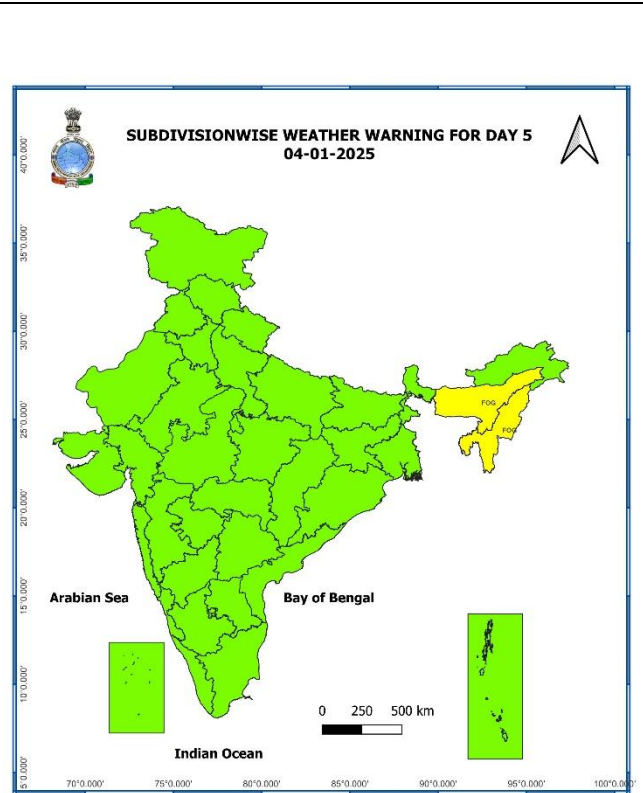 SUBDIVISIONWISE WEATHER WARNING FOR DAY 5
04-01-2025
40°0.000'
35°0.000'
30°0.000'
25°0.000'
20°0.000'
15°0.000'
10°0.000'
5°0.000'
FOG
FOG
Arabian Sea
Bay of Bengal
0 250 500 km
Indian Ocean
70°0.000' 75°0.000' 80°0.000' 85°0.000' 90°0.000' 95°0.000' 100°0.000'